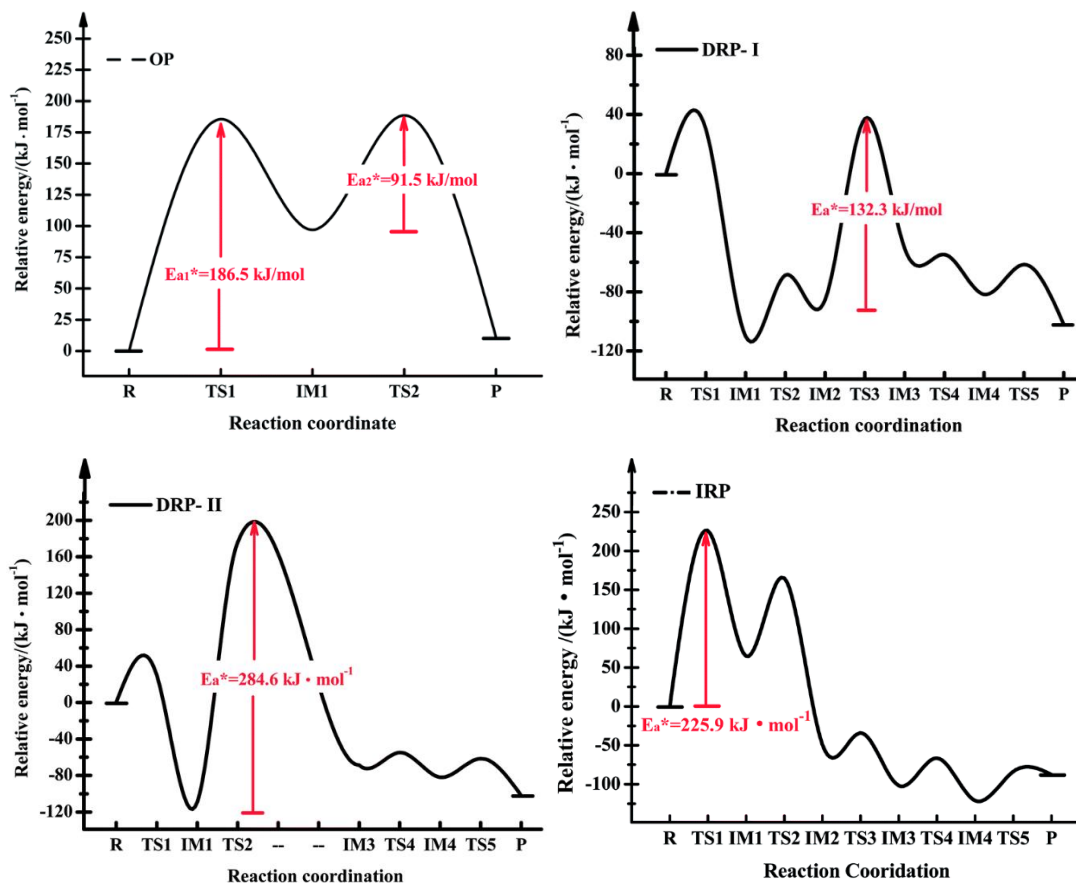 OP
Relative energy/(kJ · mol-1)
250
225
200
175
150
125
100
75
50
25
0
Ea1*=186.5 kJ/mol
Ea2*=91.5 kJ/mol
R TS1 IM1 TS2 P
Reaction coordinate
DRP- I
Relative energy/(kJ · mol-1)
80
40
0
-40
-80
-120
Ea*=132.3 kJ/mol
R TS1 IM1 TS2 IM2 TS3 IM3 TS4 IM4 TS5 P
Reaction coordination
DRP- II
Relative energy/(kJ · mol-1)
200
160
120
80
40
0
-40
-80
-120
Ea*=284.6 kJ · mol-1
R TS1 IM1 TS2 -- -- IM3 TS4 IM4 TS5 P
Reaction coordination
IRP
Relative energy /(kJ • mol-1)
250
200
150
100
50
0
-50
-100
Ea*=225.9 kJ • mol-1
R TS1 IM1 TS2 IM2 TS3 IM3 TS4 IM4 TS5 P
Reaction Cooridation